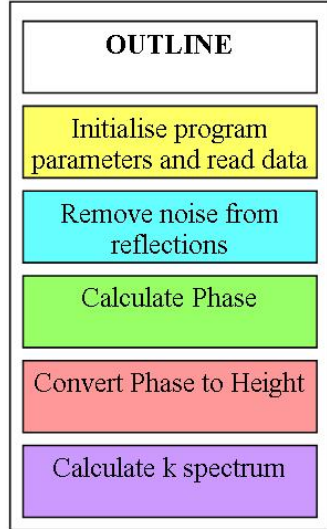 OUTLINE
Initialise program
parameters and read data
Remove noise from
reflections
Calculate Phase
Convert Phase to Height
Calculate k spectrum